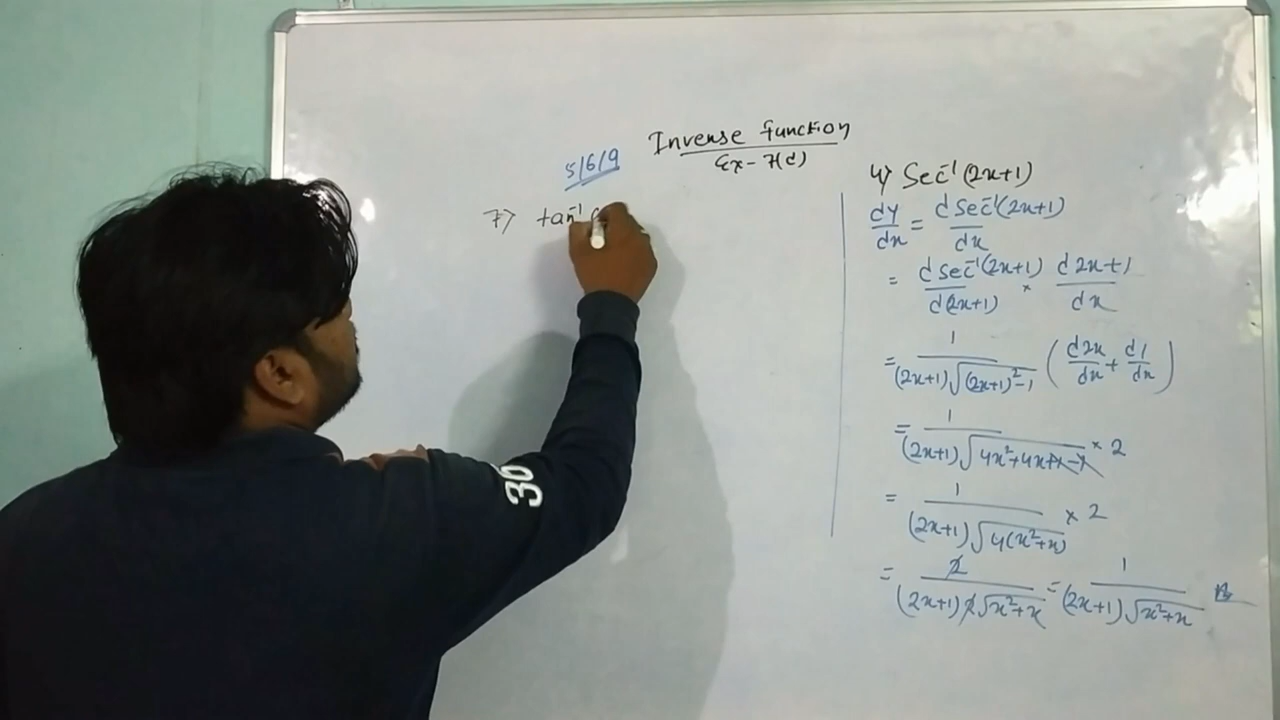 Invense function
Ex - 7(d)
5/6/9
7) tan⁻¹ (
4) Sec⁻¹(2x+1)
dy/dx = d Sec⁻¹(2x+1)/dx
= d Sec⁻¹(2x+1)/d(2x+1) × d 2x+1/dx
= 1/(2x+1)√(2x+1)²-1 (d2x/dx + d1/dx)
= 1/(2x+1)√4x²+4x+1-1 × 2
= 1/(2x+1)√4(x²+x) × 2
= 2/(2x+1)2√x²+x = 1/(2x+1)√x²+x
30